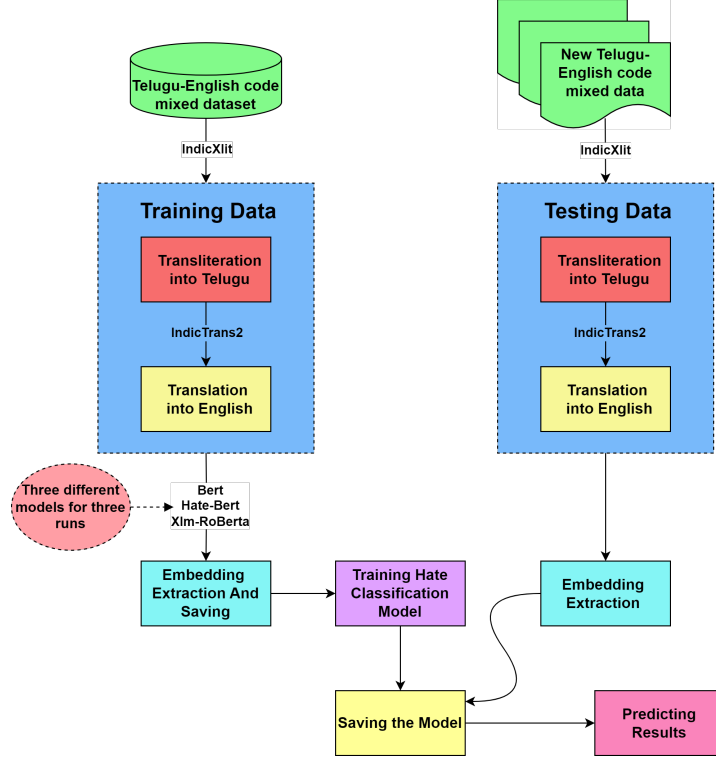 Telugu-English code
mixed dataset
New Telugu-
English code
mixed data
IndicXlit
IndicXlit
Training Data
Testing Data
Transliteration
into Telugu
Transliteration
into Telugu
IndicTrans2
IndicTrans2
Translation
into English
Translation
into English
Three different
models for three
runs
Bert
Hate-Bert
Xlm-RoBerta
Embedding
Extraction And
Saving
Training Hate
Classification
Model
Embedding
Extraction
Saving the Model
Predicting
Results